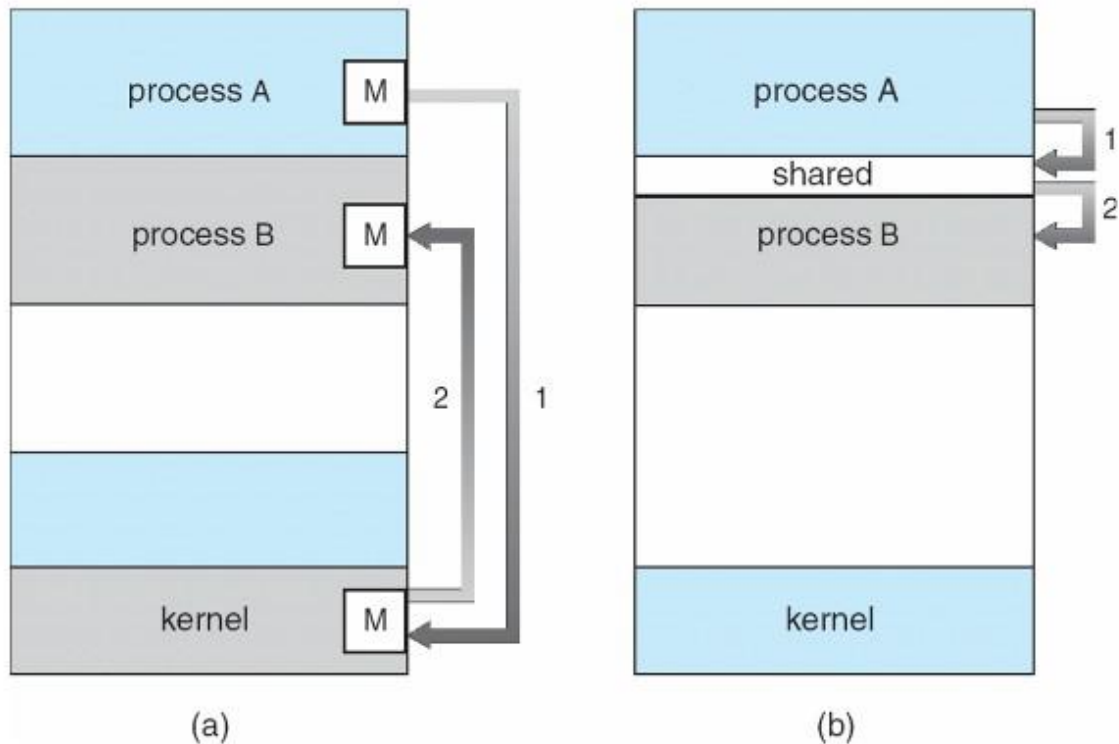 process A
M
process B
M
2
1
kernel
M
(a)
process A
1
shared
2
process B
kernel
(b)